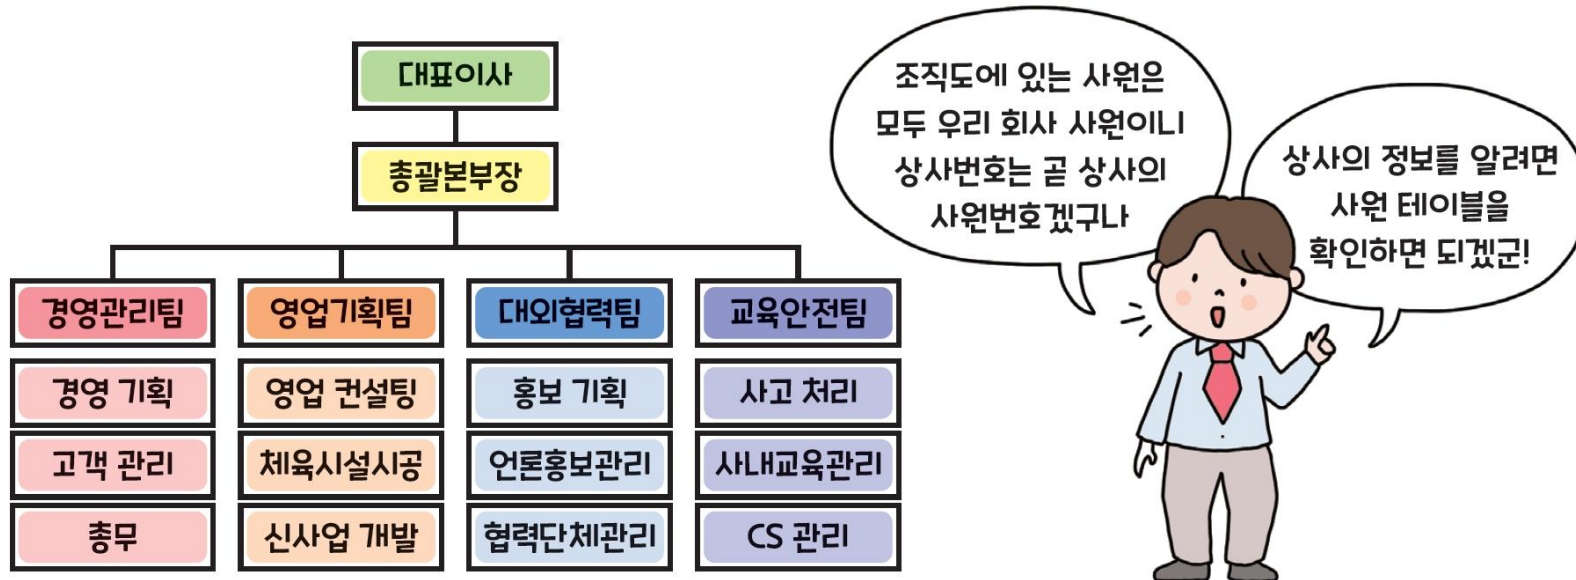 대표이사
총괄본부장
경영관리팀
경영 기획
고객 관리
총무
영업기획팀
영업 컨설팅
체육시설시공
신사업 개발
대외협력팀
홍보 기획
언론홍보관리
협력단체관리
교육안전팀
사고 처리
사내교육관리
CS 관리
조직도에 있는 사원은
모두 우리 회사 사원이니
상사번호는 곧 상사의
사원번호겠구나
상사의 정보를 알려면
사원 테이블을
확인하면 되겠군!